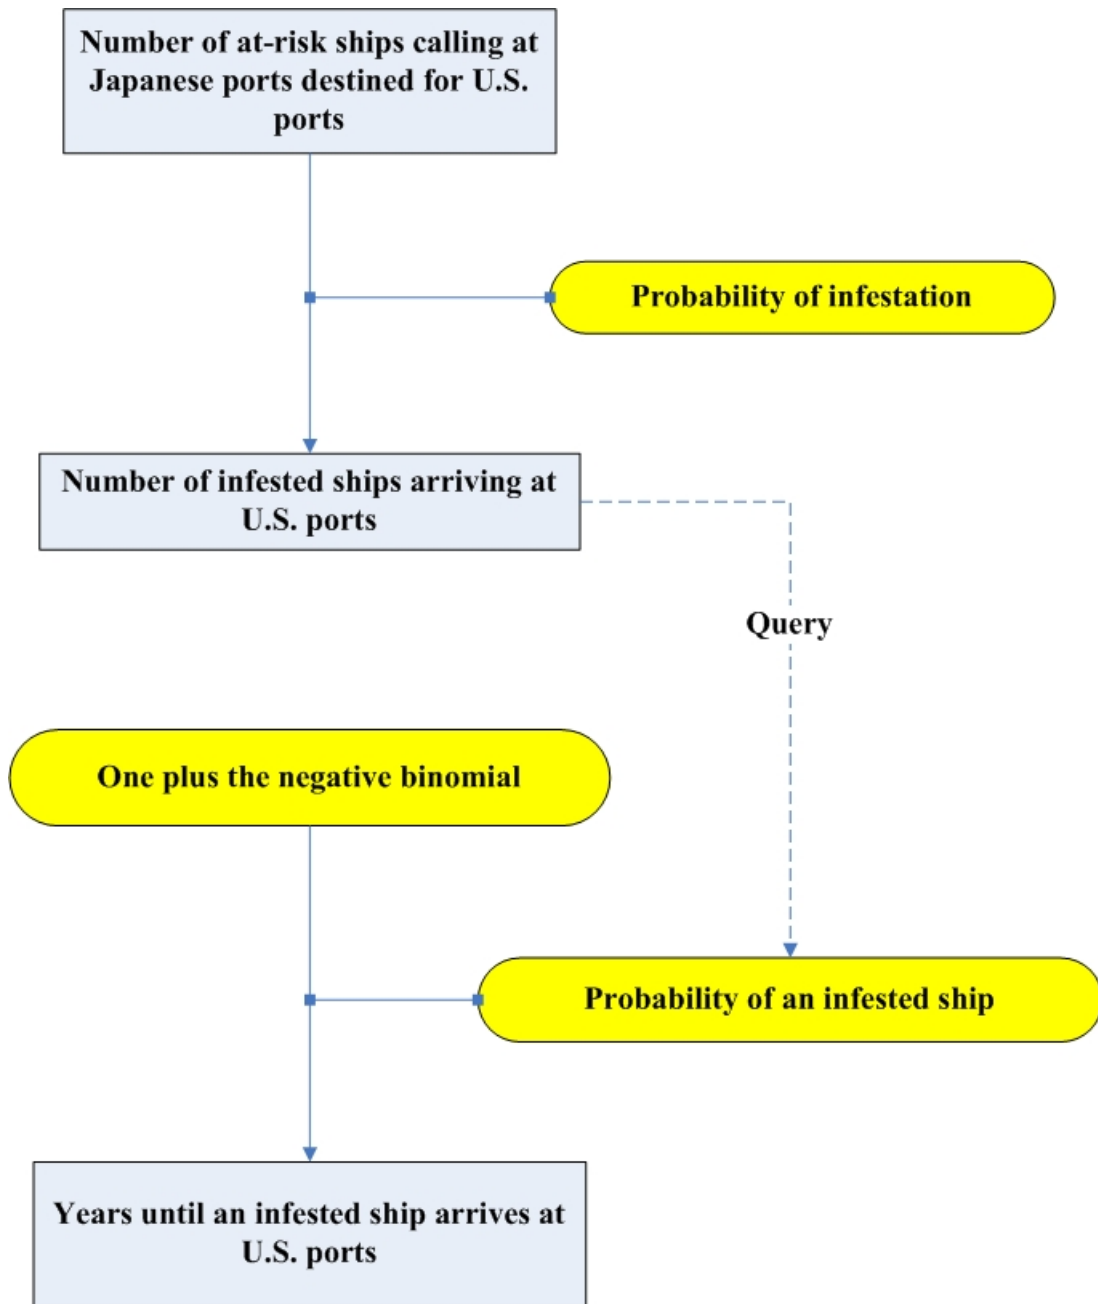 Number of at-risk ships calling at
Japanese ports destined for U.S.
ports
Probability of infestation
Number of infested ships arriving at
U.S. ports
Query
One plus the negative binomial
Probability of an infested ship
Years until an infested ship arrives at
U.S. ports